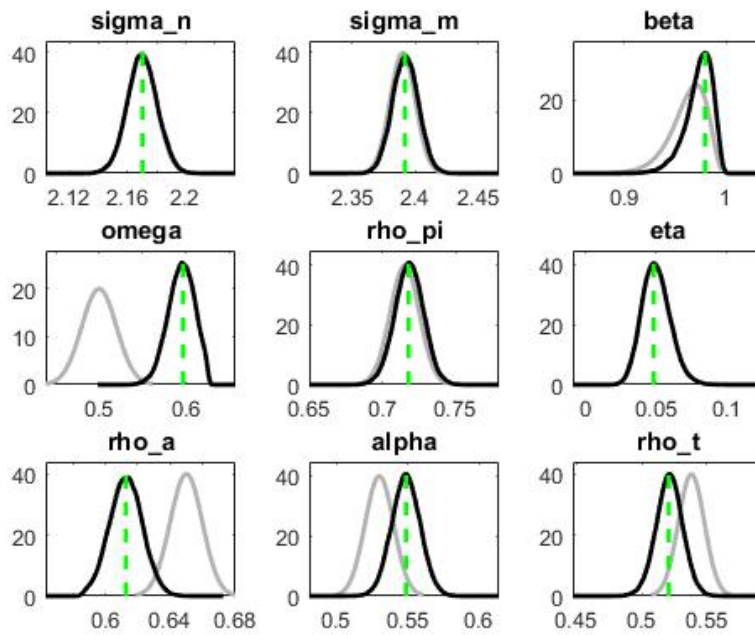 sigma_n sigma_m beta
40 40 20
20 20 0
0 0
2.12 2.16 2.2 2.35 2.4 2.45 0.9 1
omega rho_pi eta
20 40 40
10 20 20
0 0 0
0.5 0.6 0.65 0.7 0.75 0 0.05 0.1
rho_a alpha rho_t
40 40 40
20 20 20
0 0 0
0.6 0.64 0.68 0.5 0.55 0.6 0.45 0.5 0.55